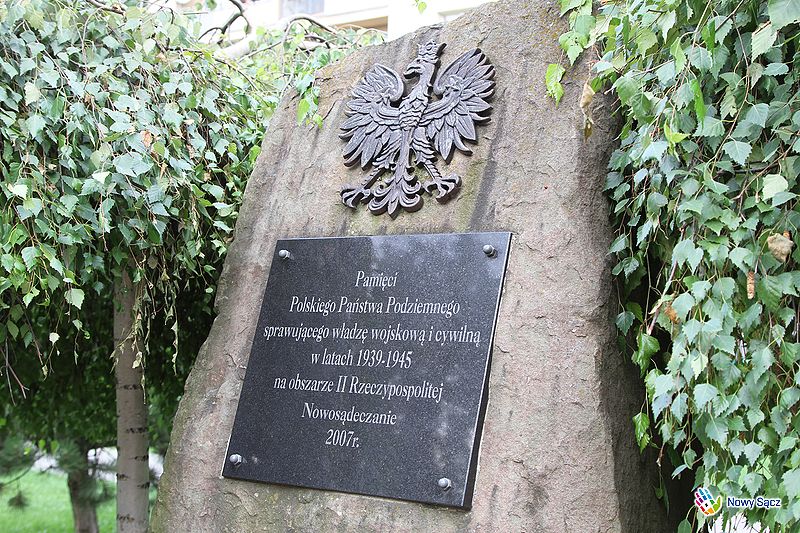 Pamięci
Polskiego Państwa Podziemnego
sprawującego władzę wojskową i cywilną
w latach 1939-1945
na obszarze II Rzeczypospolitej
Nowosądeczanie
2007r.
Nowy Sącz